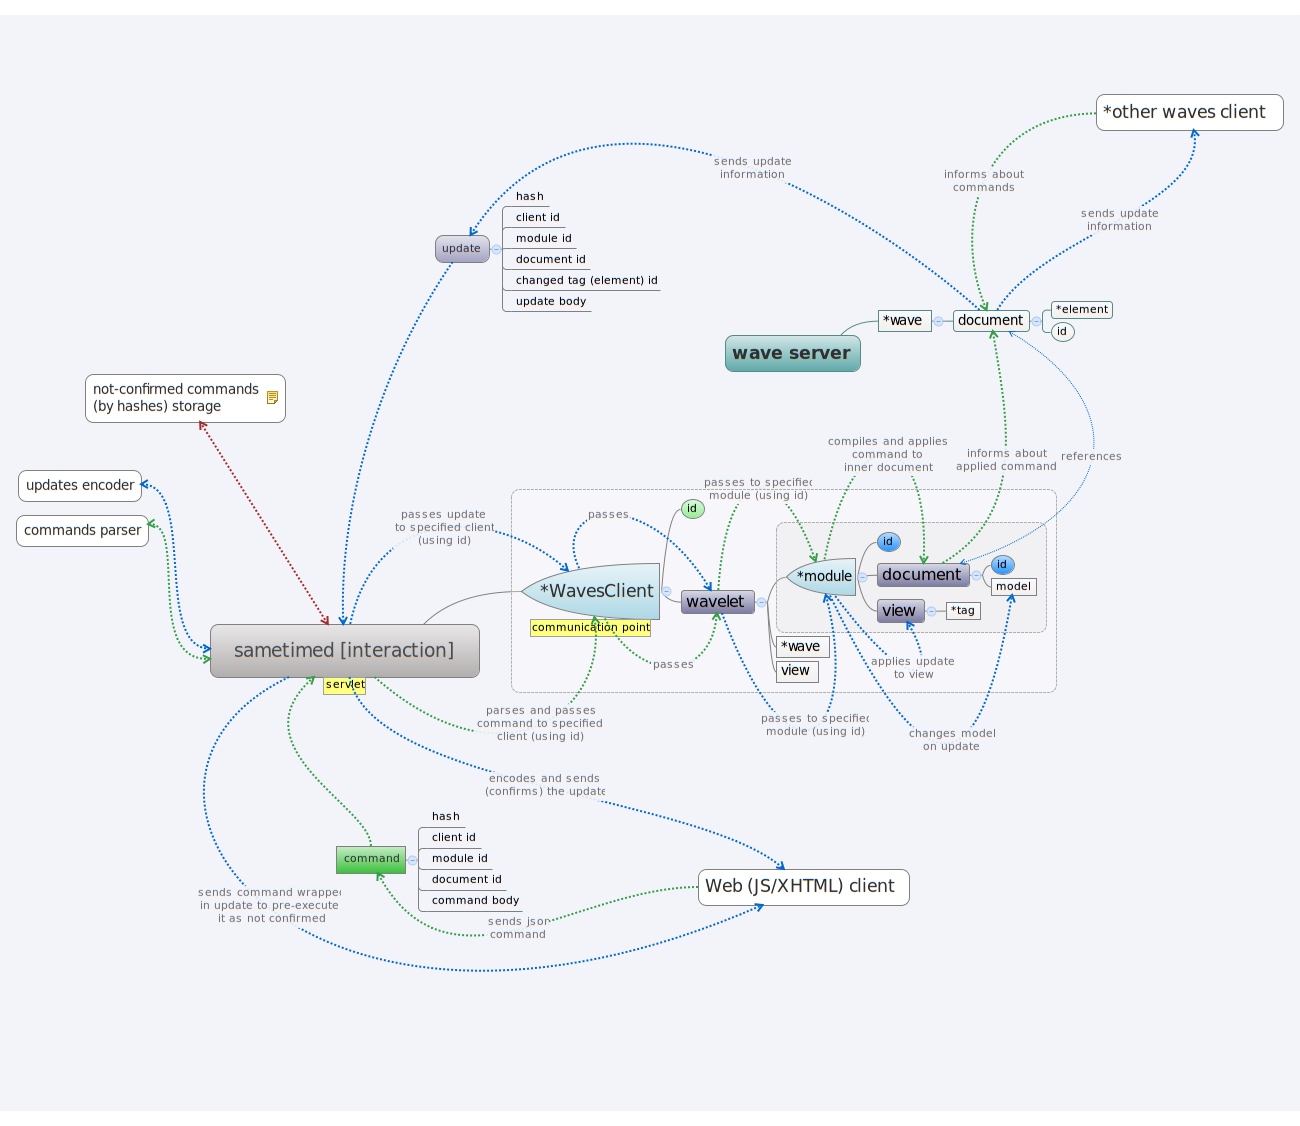 *other waves client
sends update
information
informs about
commands
sends update
information
hash
client id
module id
document id
changed tag (element) id
update body
update
*wave
document
*element
id
wave server
not-confirmed commands
(by hashes) storage
updates encoder
commands parser
compiles and applies
command to
inner document
informs about
applied command
references
passes to specified
module (using id)
passes update
to specified client
(using id)
passes
id
*WavesClient
communication point
wavelet
*module
id
document
id
model
view
*tag
*wave
view
applies update
to view
passes
sametimed [interaction]
servlet
parses and passes
command to specified
client (using id)
passes to specified
module (using id)
changes model
on update
encodes and sends
(confirms) the update
hash
client id
module id
document id
command body
command
Web (JS/XHTML) client
sends command wrapped
in update to pre-execute
it as not confirmed
sends json
command